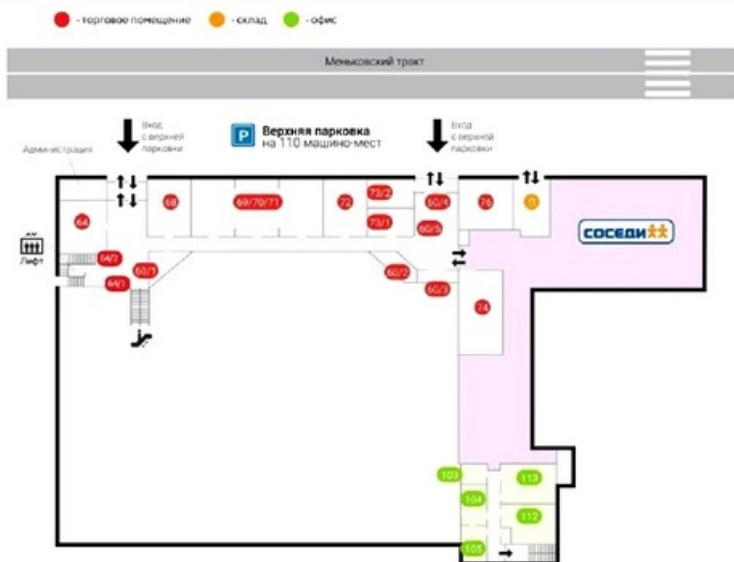 - торговое помещение
- склад
- офис
Меньковский тракт
Вход
с верхней
парковки
P
Верхняя парковка
на 110 машино-мест
Вход
с верхней
парковки
Администрация
73/2
64
68
69/70/71
72
60/4
76
73/1
60/5
СОСЕДИ
Лифт
64/2
60/1
64/1
60/2
60/3
74
103
113
104
112
105